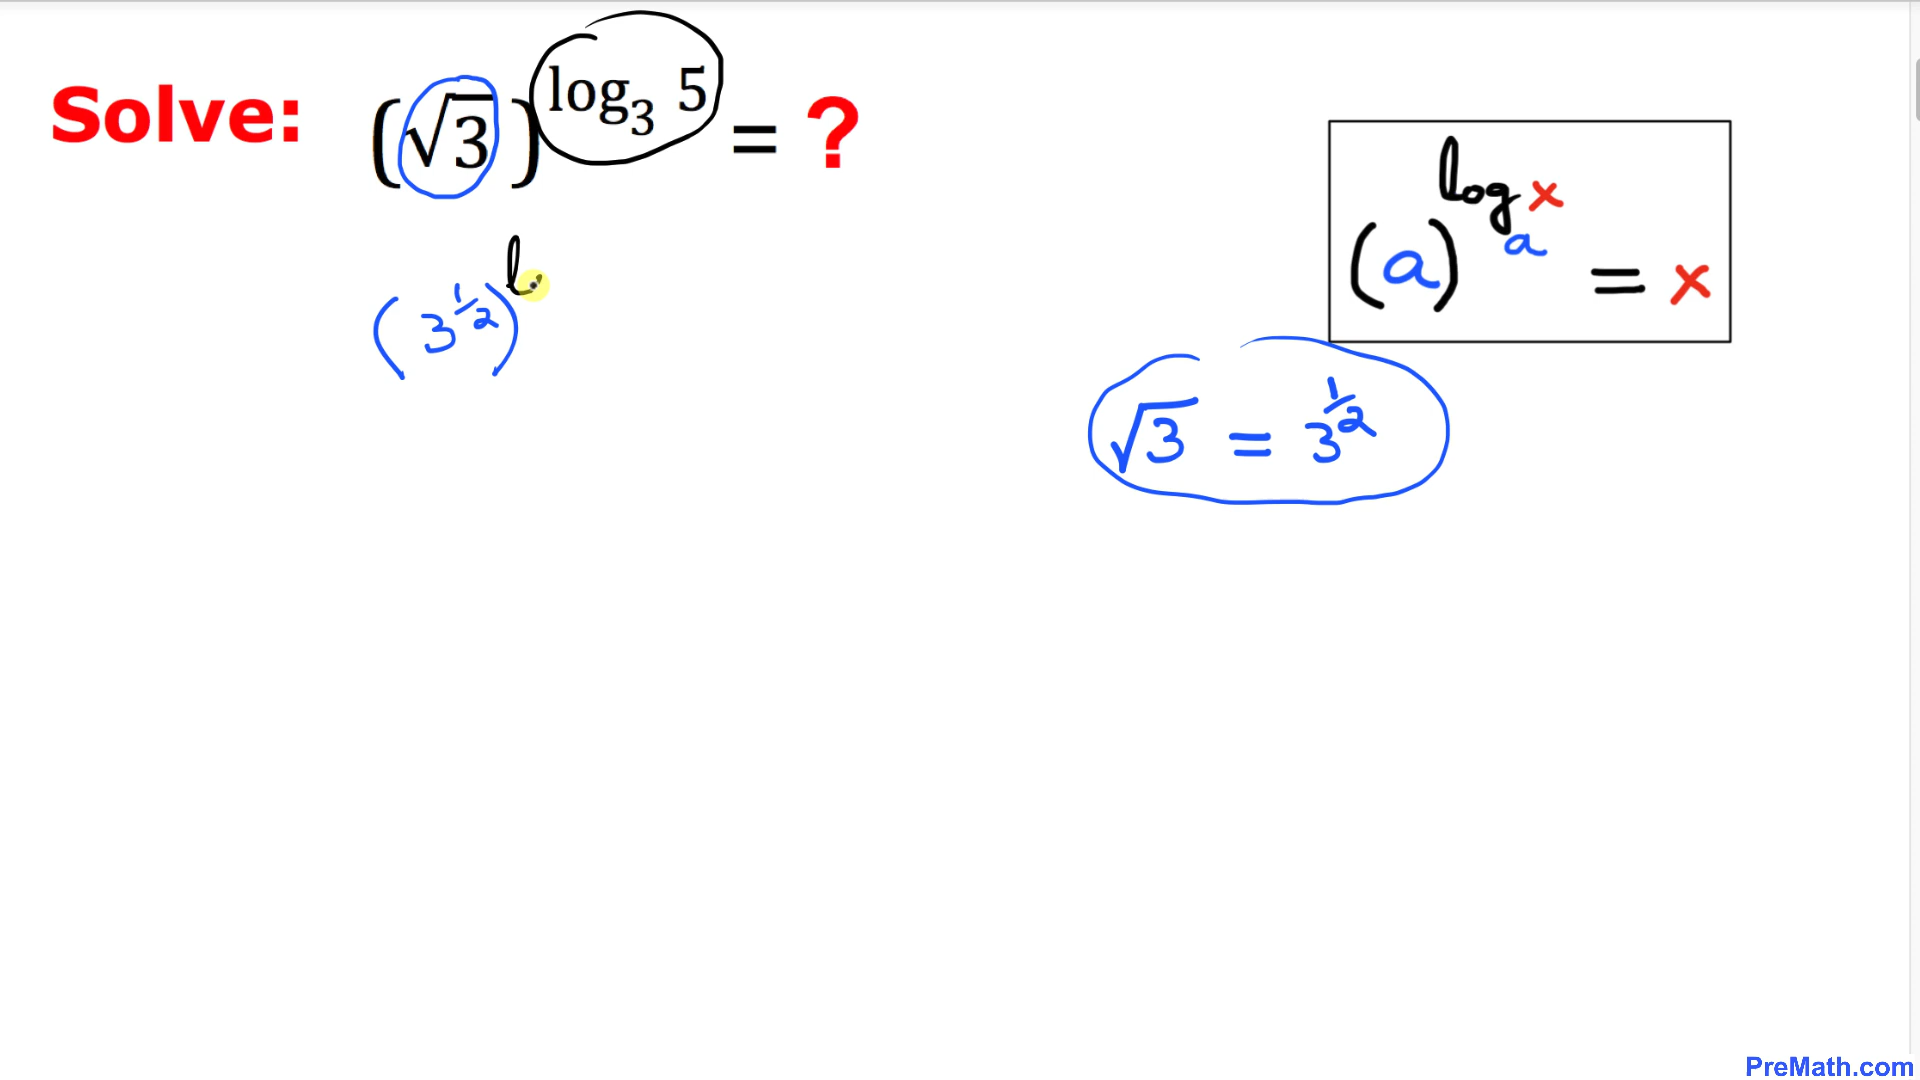 Solve: (√3)^(log₃ 5) = ?
(a)^(logₐ x) = x
(3^(1/2))^l
√3 = 3^(1/2)
PreMath.com